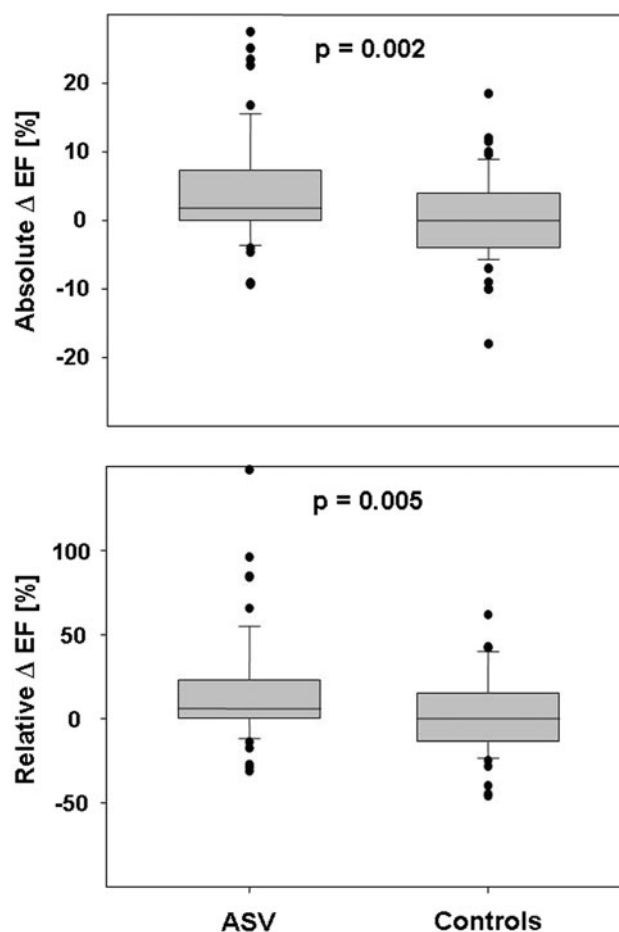 p = 0.002
Absolute Δ EF [%]
20
10
0
-10
-20
p = 0.005
Relative Δ EF [%]
100
50
0
-50
ASV Controls